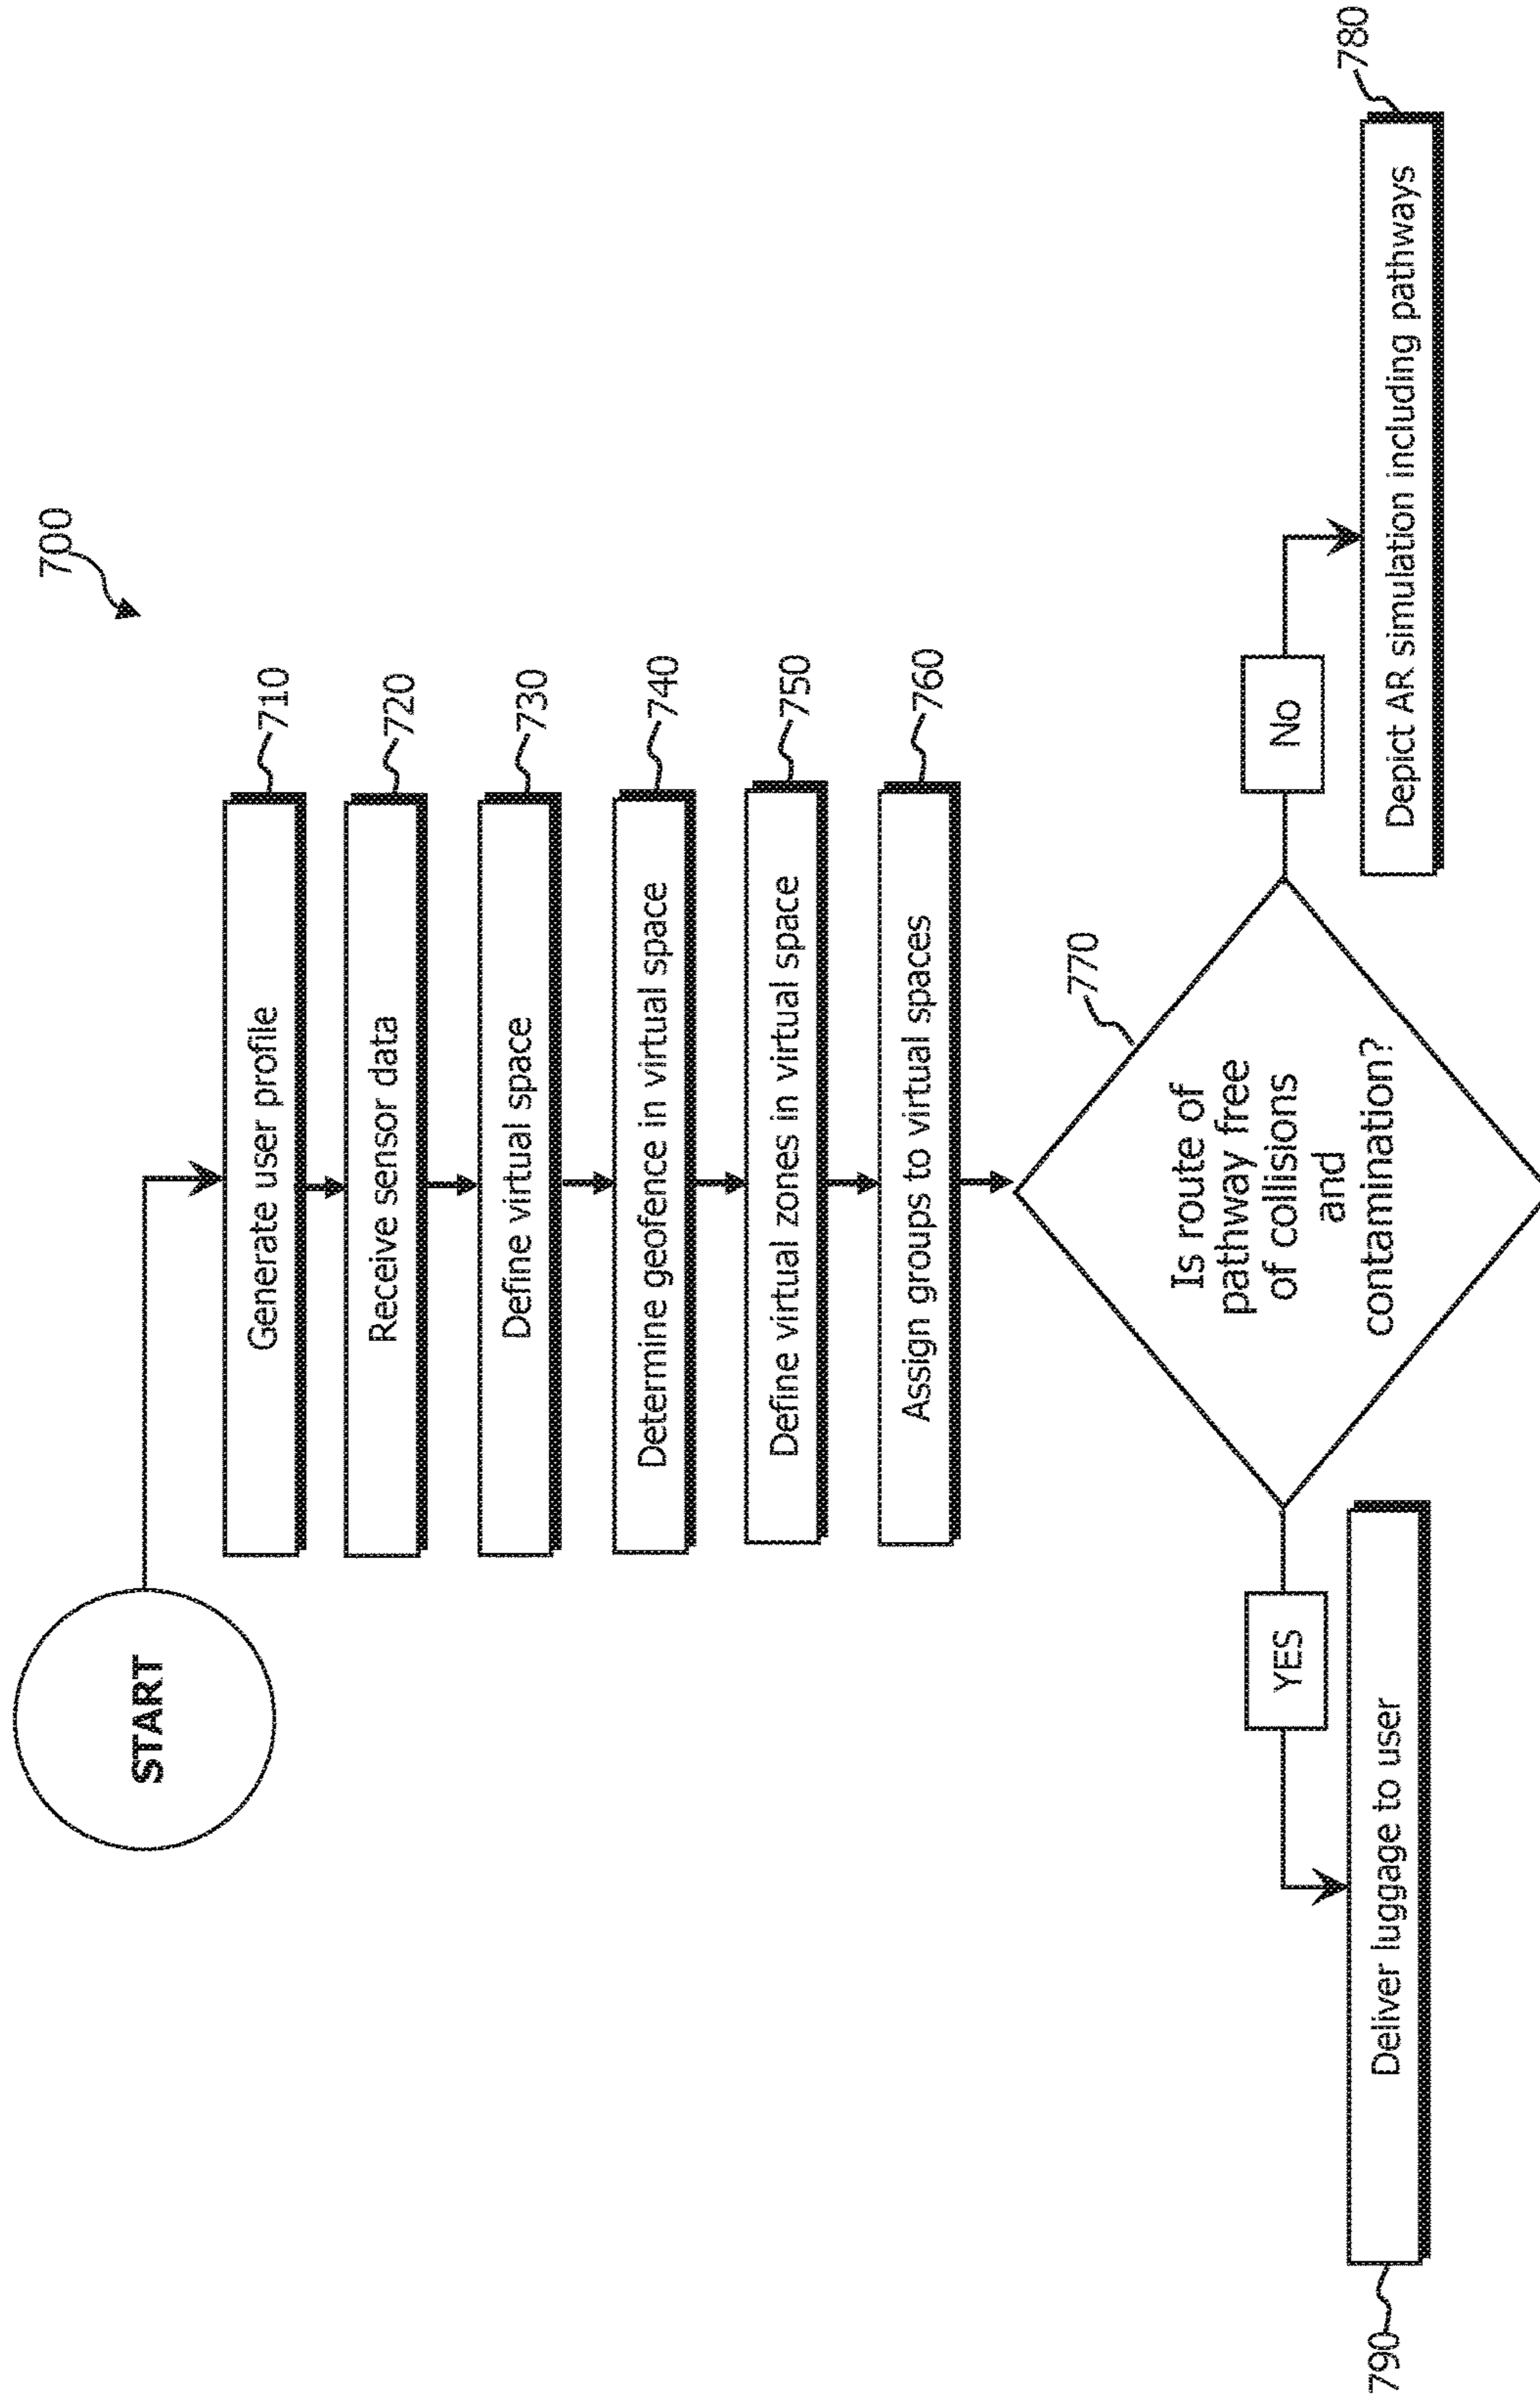 700
START
Generate user profile
710
Receive sensor data
720
Define virtual space
730
Determine geofence in virtual space
740
Define virtual zones in virtual space
750
Assign groups to virtual spaces
760
770
Is route of
pathway free
of collisions
and
contamination?
YES
No
Deliver luggage to user
790
Depict AR simulation including pathways
780